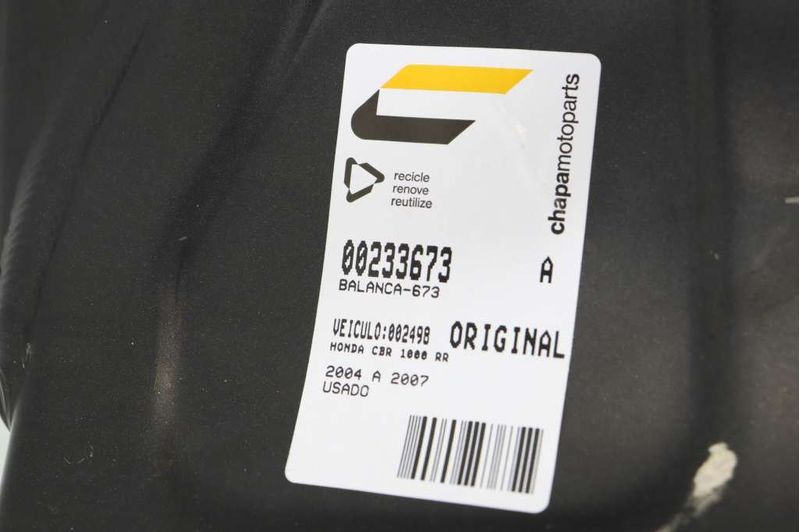 chapamotoparts
recicle
renove
reutilize
00233673 A
BALANCA-673
VEICULO:002498 ORIGINAL
HONDA CBR 1000 RR
2004 A 2007
USADO